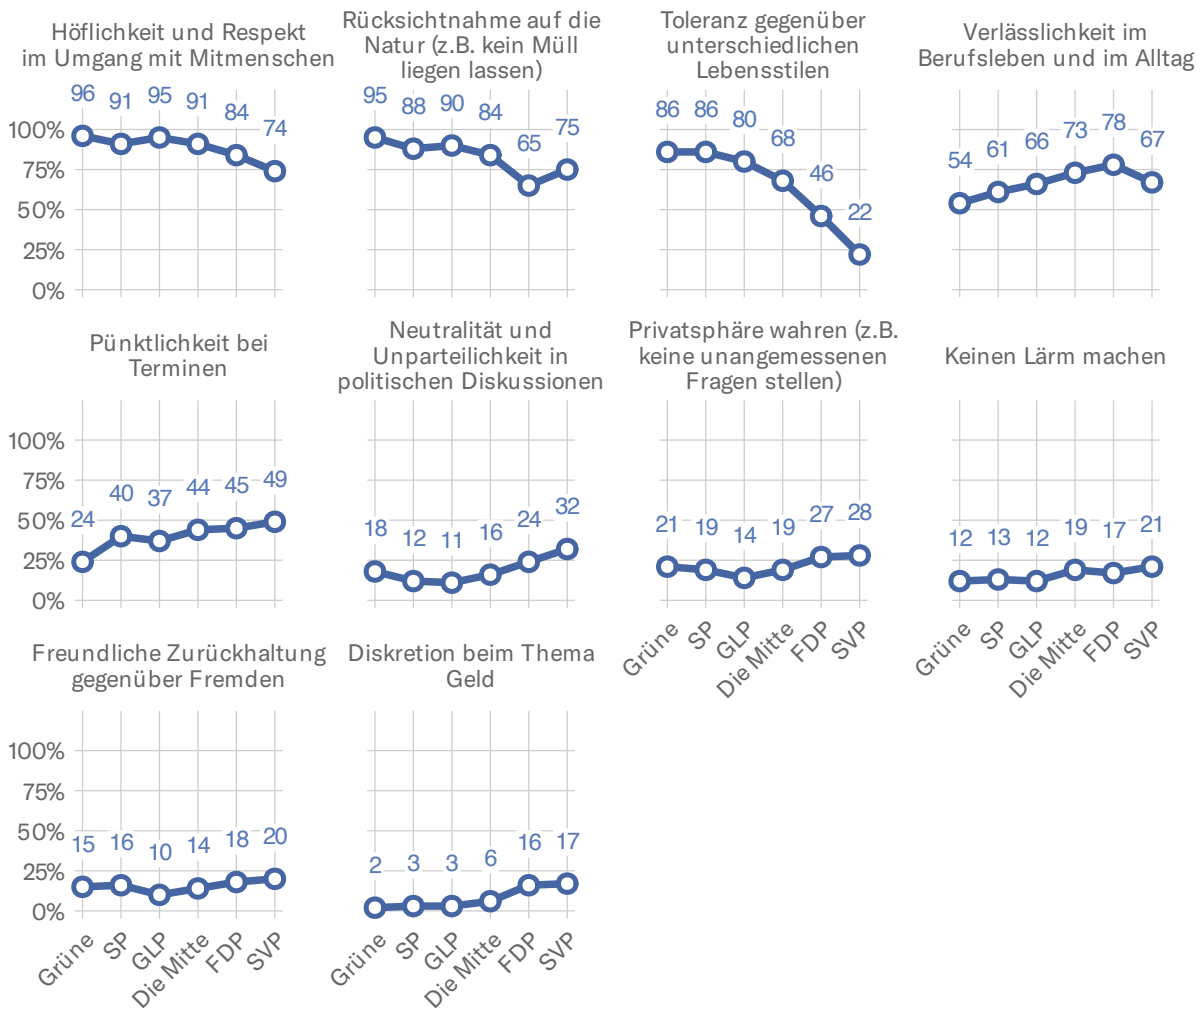 Höflichkeit und Respekt
im Umgang mit Mitmenschen
Rücksichtnahme auf die
Natur (z.B. kein Müll
liegen lassen)
Toleranz gegenüber
unterschiedlichen
Lebensstilen
Verlässlichkeit im
Berufsleben und im Alltag
96 91 95 91 84 74
95 88 90 84 65 75
86 86 80 68 46 22
54 61 66 73 78 67
100%
75%
50%
25%
0%
Pünktlichkeit bei
Terminen
Neutralität und
Unparteilichkeit in
politischen Diskussionen
Privatsphäre wahren (z.B.
keine unangemessenen
Fragen stellen)
Keinen Lärm machen
100%
75%
50%
25%
0%
24 40 37 44 45 49
18 12 11 16 24 32
21 19 14 19 27 28
12 13 12 19 17 21
Grüne SP GLP Die Mitte FDP SVP
Grüne SP GLP Die Mitte FDP SVP
Freundliche Zurückhaltung
gegenüber Fremden
Diskretion beim Thema
Geld
100%
75%
50%
25%
0%
15 16 10 14 18 20
2 3 3 6 16 17
Grüne SP GLP Die Mitte FDP SVP
Grüne SP GLP Die Mitte FDP SVP